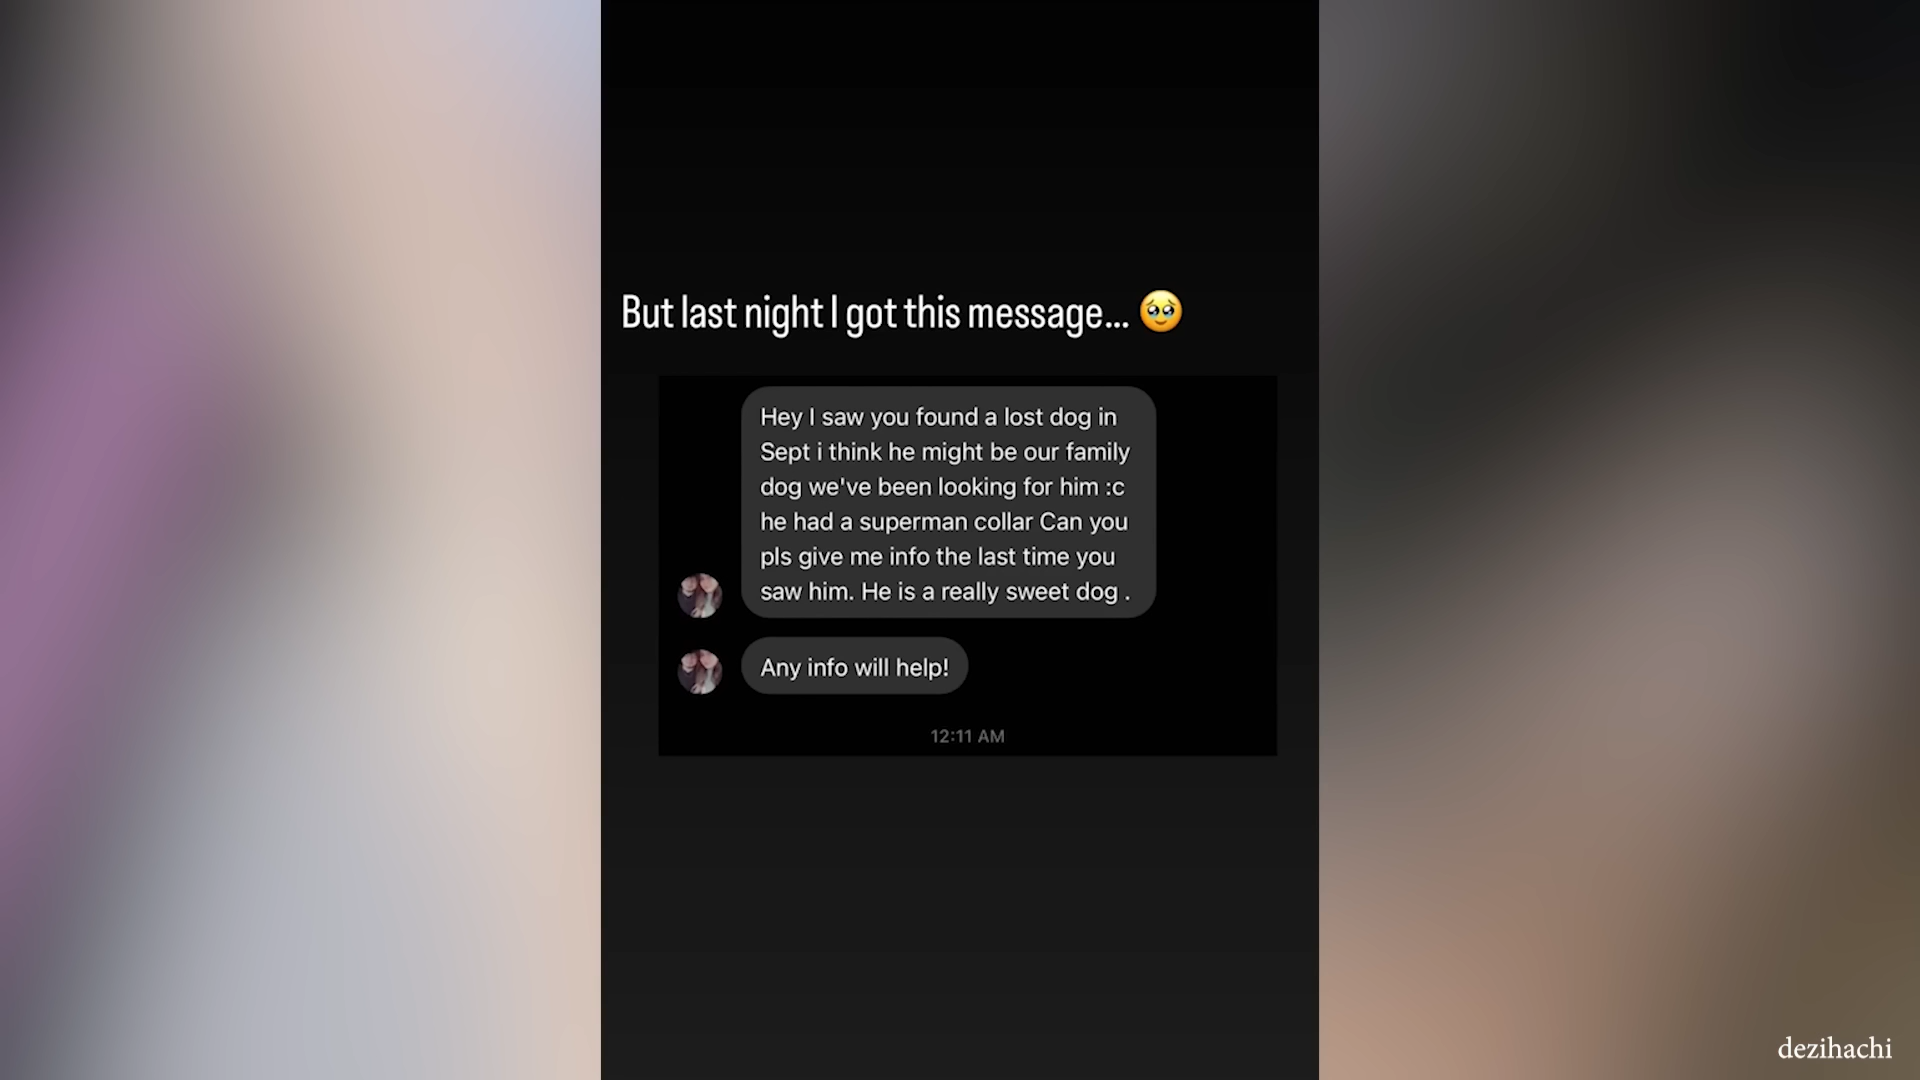 But last night I got this message... 🥹
Hey I saw you found a lost dog in
Sept i think he might be our family
dog we've been looking for him :c
he had a superman collar Can you
pls give me info the last time you
saw him. He is a really sweet dog .
Any info will help!
12:11 AM
dezihachi